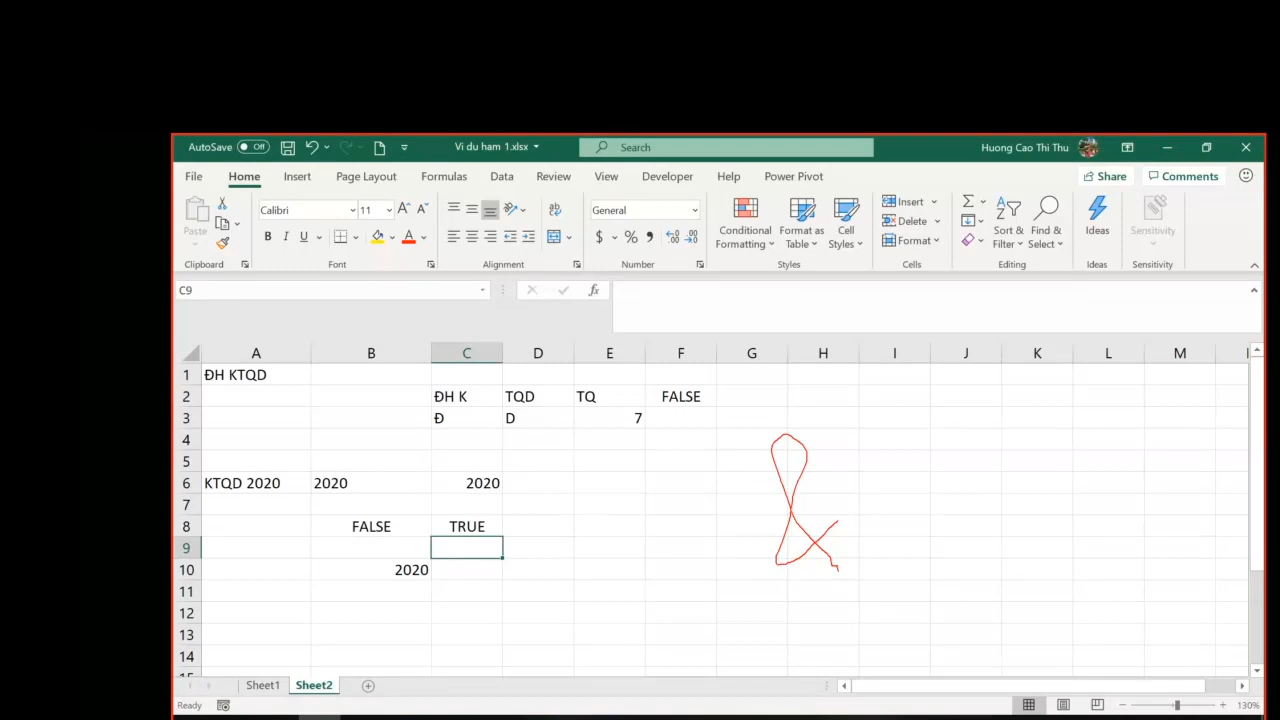 AutoSave Off Vi du ham 1.xlsx Search Huong Cao Thi Thu
File Home Insert Page Layout Formulas Data Review View Developer Help Power Pivot Share Comments
Paste Calibri 11 General Conditional Formatting Format as Table Cell Styles Insert Delete Format Sort & Filter Find & Select Ideas Sensitivity
B I U A $ % 
Clipboard Font Alignment Number Styles Cells Editing Ideas Sensitivity
C9 fx
A B C D E F G H I J K L M
1 ĐH KTQD
2 ĐH K TQD TQ FALSE
3 Đ D 7
4
5
6 KTQD 2020 2020 2020
7
8 FALSE TRUE
9
10 2020
11
12
13
14
&
Sheet1 Sheet2
Ready 130%